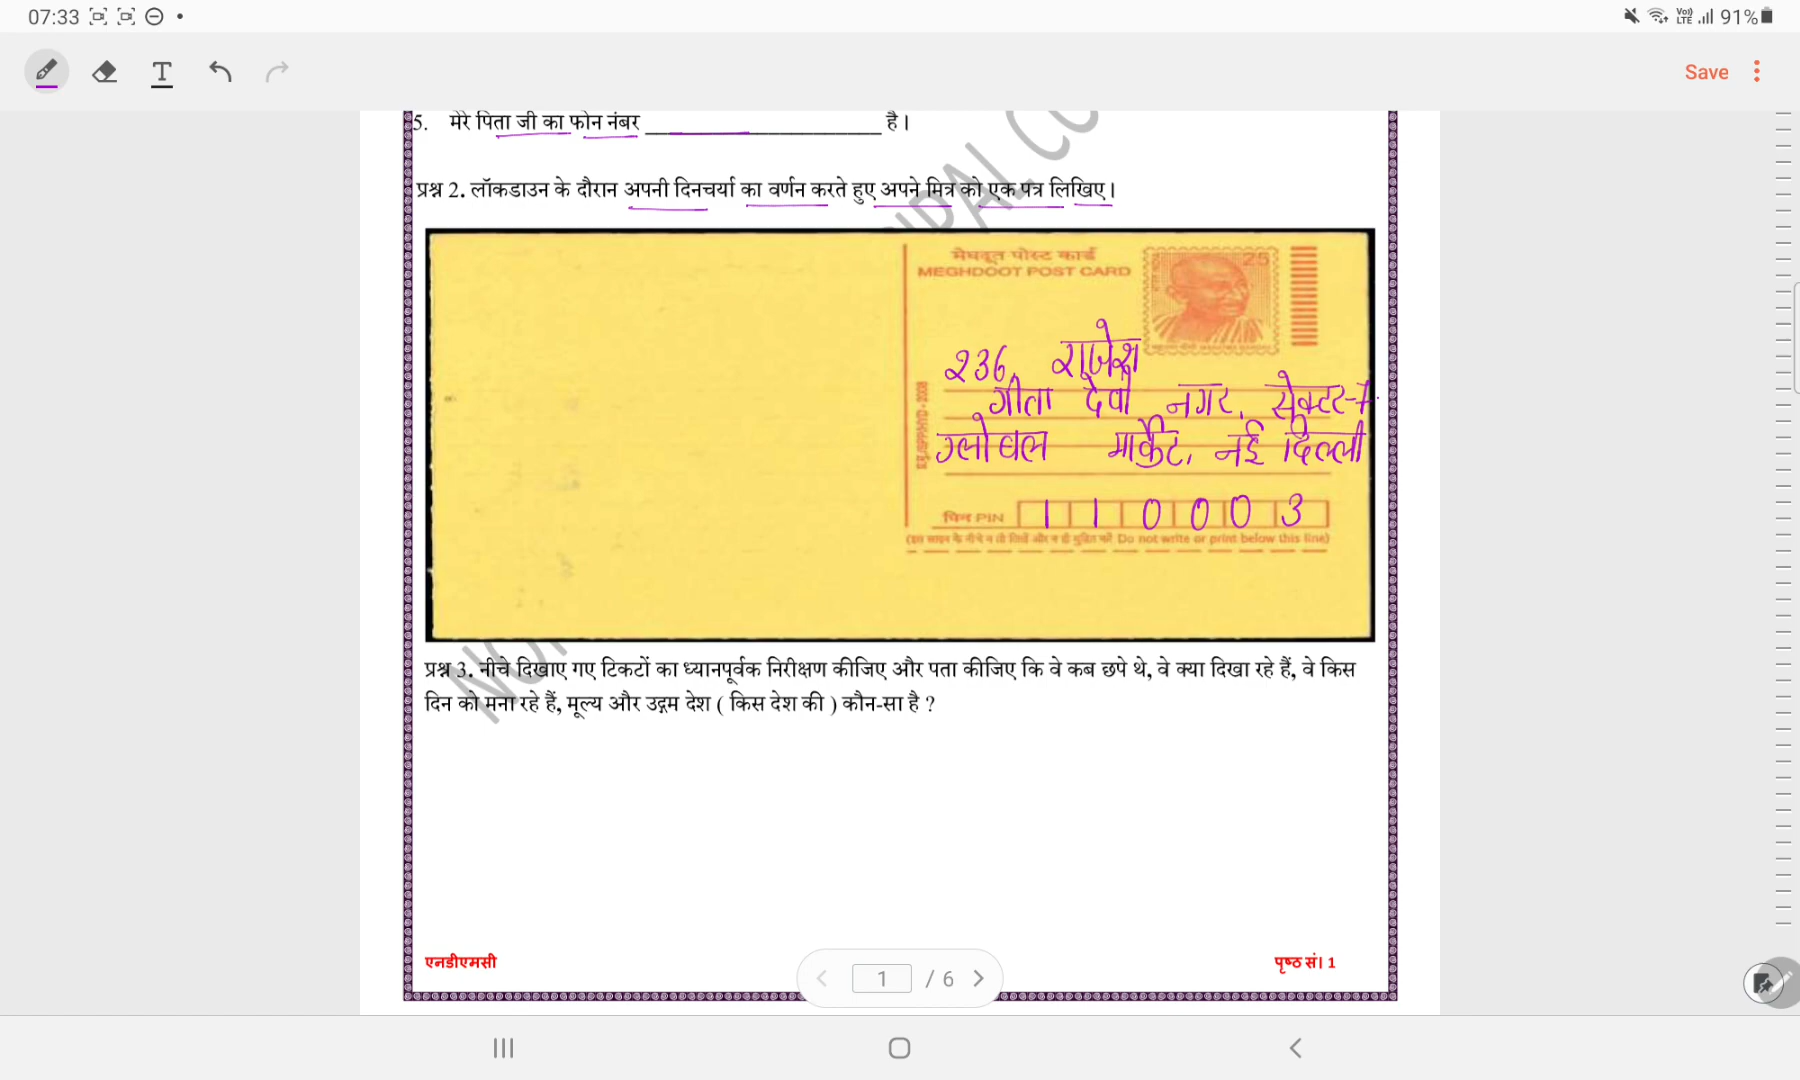 07:33
VoD LTE 91%
T
Save
5. मेरे पिता जी का फोन नंबर ______________________ है।
प्रश्न 2. लॉकडाउन के दौरान अपनी दिनचर्या का वर्णन करते हुए अपने मित्र को एक पत्र लिखिए।
मेघदूत पोस्ट कार्ड
MEGHDOOT POST CARD
25
236, राजेश
गीता देवी नगर, सेक्टर-7
ग्लोबल मार्केट, नई दिल्ली
पिन PIN 1 1 0 0 0 3
Do not write or print below this line)
प्रश्न 3. नीचे दिखाए गए टिकटों का ध्यानपूर्वक निरीक्षण कीजिए और पता कीजिए कि वे कब छपे थे, वे क्या दिखा रहे हैं, वे किस
दिन को मना रहे हैं, मूल्य और उद्गम देश ( किस देश की ) कौन-सा है ?
एनडीएमसी
पृष्ठ सं। 1
1 / 6